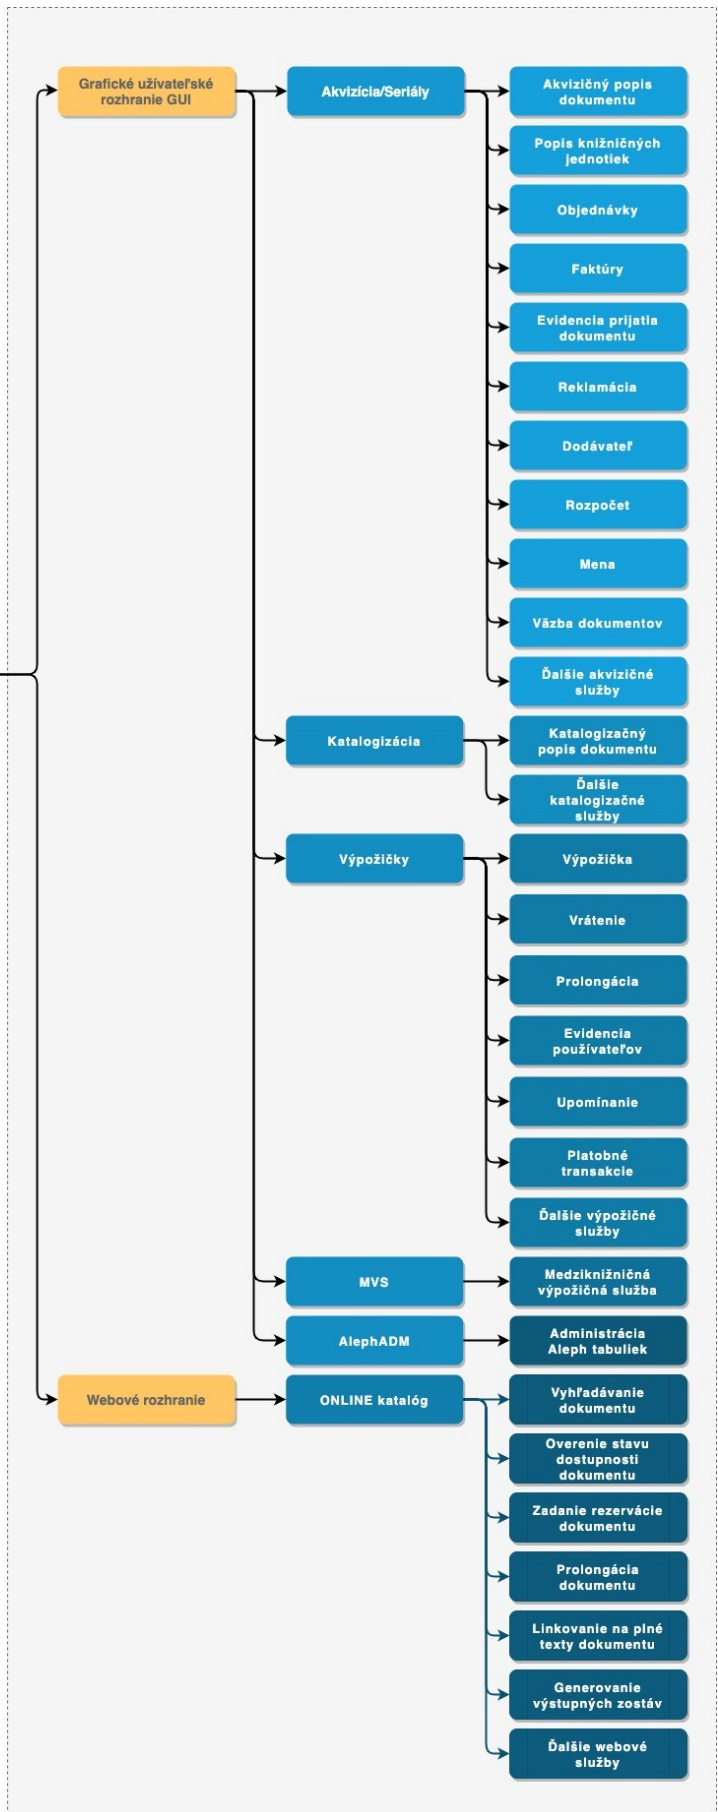 Grafické užívateľské
rozhranie GUI
Akvizícia/Seriály
Akvizičný popis
dokumentu
Popis knižničných
jednotiek
Objednávky
Faktúry
Evidencia prijatia
dokumentu
Reklamácia
Dodávateľ
Rozpočet
Mena
Väzba dokumentov
Ďalšie akvizičné
služby
Katalogizácia
Katalogizačný
popis dokumentu
Ďalšie
katalogizačné
služby
Výpožičky
Výpožička
Vrátenie
Prolongácia
Evidencia
používateľov
Upomínanie
Platobné
transakcie
Ďalšie výpožičné
služby
MVS
Medziknižničná
výpožičná služba
AlephADM
Administrácia
Aleph tabuliek
Webové rozhranie
ONLINE katalóg
Vyhľadávanie
dokumentu
Overenie stavu
dostupnosti
dokumentu
Zadanie rezervácie
dokumentu
Prolongácia
dokumentu
Linkovanie na plné
texty dokumentu
Generovanie
výstupných zostáv
Ďalšie webové
služby